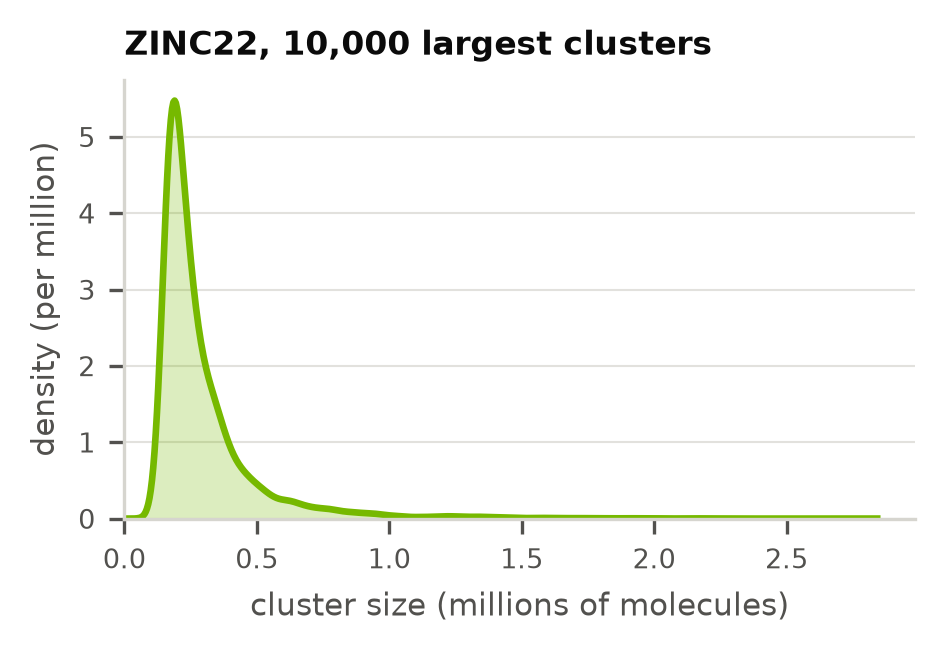 ZINC22, 10,000 largest clusters
density (per million)
5
4
3
2
1
0
0.0 0.5 1.0 1.5 2.0 2.5
cluster size (millions of molecules)